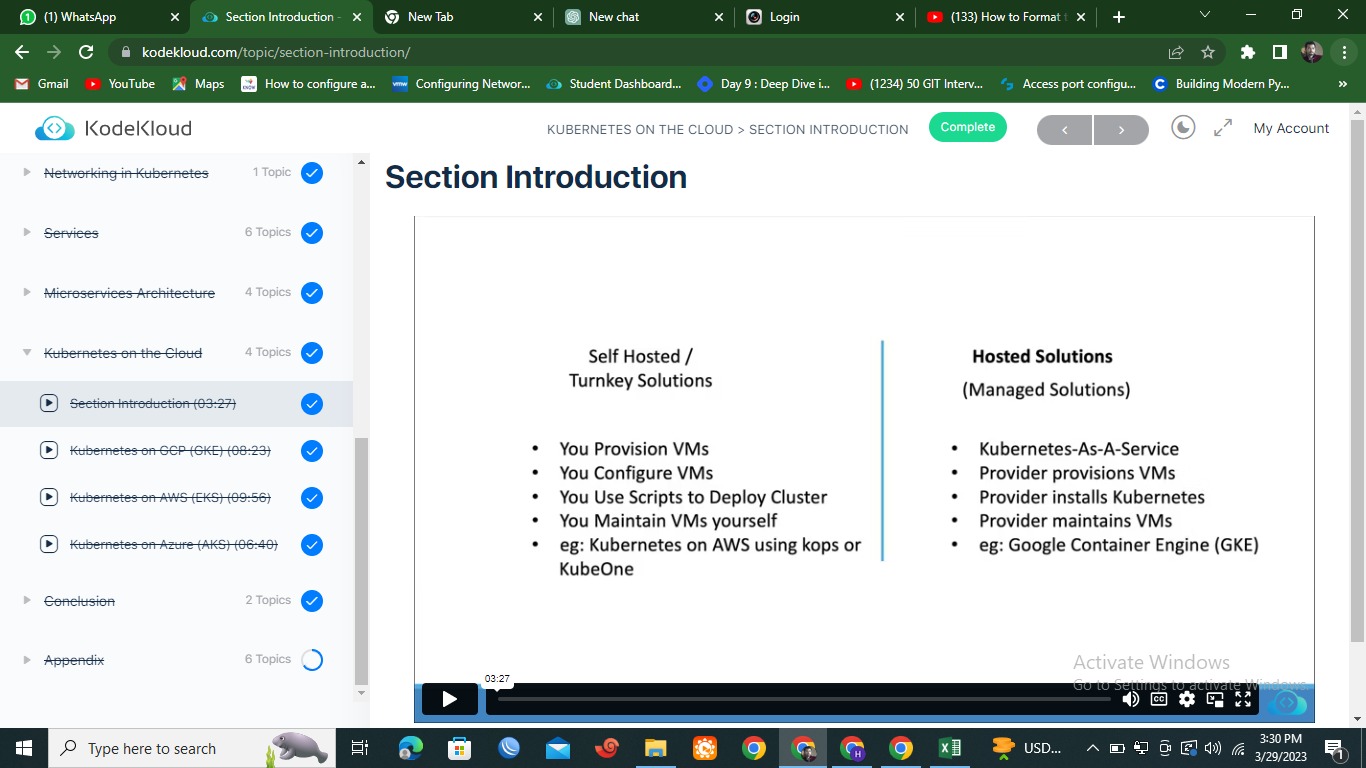 (1) WhatsApp
Section Introduction -
New Tab
New chat
Login
(133) How to Format t
kodekloud.com/topic/section-introduction/
Gmail
YouTube
Maps
How to configure a...
Configuring Networ...
Student Dashboard...
Day 9 : Deep Dive i...
(1234) 50 GIT Interv...
Access port configu...
Building Modern Py...
»
KodeKloud
KUBERNETES ON THE CLOUD > SECTION INTRODUCTION
Complete
My Account
Networking in Kubernetes 1 Topic
Services 6 Topics
Microservices Architecture 4 Topics
Kubernetes on the Cloud 4 Topics
Section Introduction (03:27)
Kubernetes on GCP (GKE) (08:23)
Kubernetes on AWS (EKS) (09:56)
Kubernetes on Azure (AKS) (06:40)
Conclusion 2 Topics
Appendix 6 Topics
Section Introduction
Self Hosted /
Turnkey Solutions
• You Provision VMs
• You Configure VMs
• You Use Scripts to Deploy Cluster
• You Maintain VMs yourself
• eg: Kubernetes on AWS using kops or
KubeOne
Hosted Solutions
(Managed Solutions)
• Kubernetes-As-A-Service
• Provider provisions VMs
• Provider installs Kubernetes
• Provider maintains VMs
• eg: Google Container Engine (GKE)
Activate Windows
Go to Settings to activate Windows.
03:27
CC
Type here to search
USD...
3:30 PM
3/29/2023
1